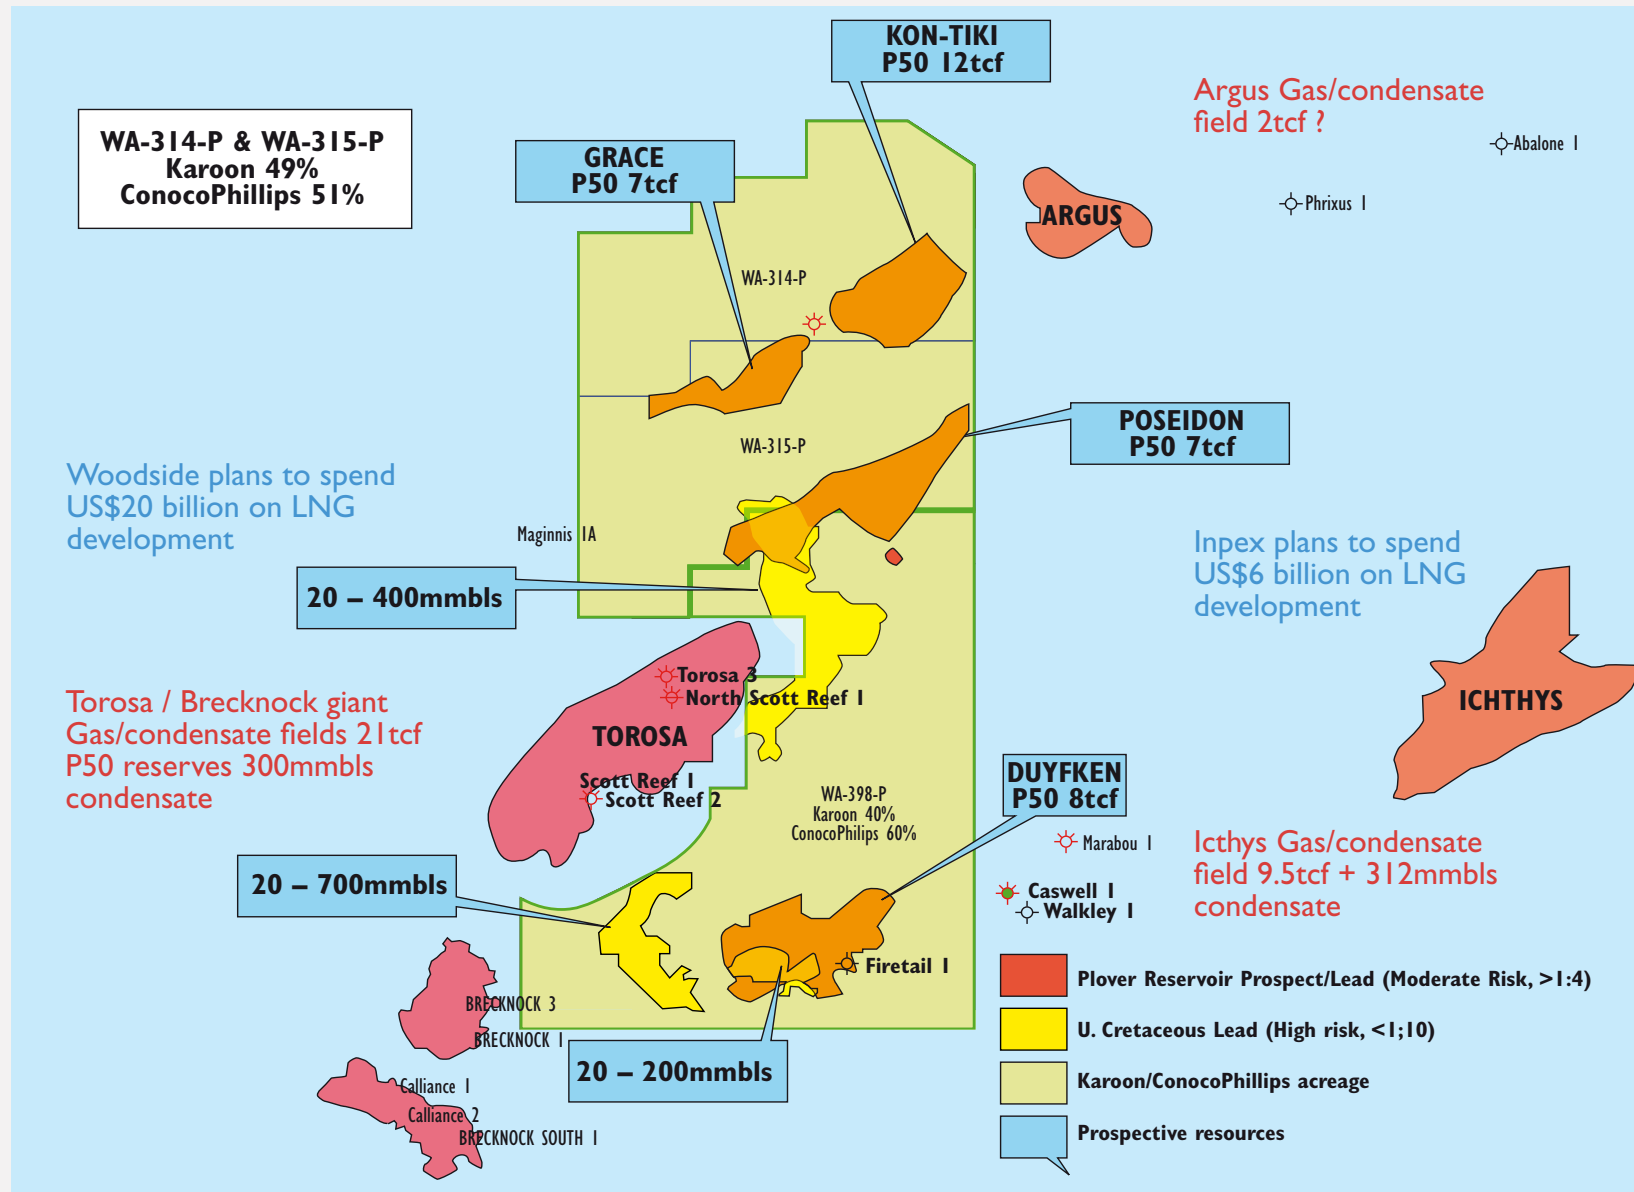 KON-TIKI
P50 12tcf
Argus Gas/condensate
field 2tcf ?
Abalone 1
WA-314-P & WA-315-P
Karoon 49%
ConocoPhillips 51%
GRACE
P50 7tcf
Phrixus 1
ARGUS
WA-314-P
POSEIDON
P50 7tcf
WA-315-P
Woodside plans to spend
US$20 billion on LNG
development
Maginnis 1A
Inpex plans to spend
US$6 billion on LNG
development
20 – 400mmbls
Torosa 3
North Scott Reef 1
TOROSA
Scott Reef 1
Scott Reef 2
ICHTHYS
Torosa / Brecknock giant
Gas/condensate fields 21tcf
P50 reserves 300mmbls
condensate
DUYFKEN
P50 8tcf
WA-398-P
Karoon 40%
ConocoPhilips 60%
Marabou 1
Icthys Gas/condensate
field 9.5tcf + 312mmbls
condensate
20 – 700mmbls
Caswell 1
Walkley 1
Firetail 1
BRECKNOCK 3
BRECKNOCK 1
20 – 200mmbls
Calliance 1
Calliance 2
BRECKNOCK SOUTH 1
Plover Reservoir Prospect/Lead (Moderate Risk, >1:4)
U. Cretaceous Lead (High risk, <1;10)
Karoon/ConocoPhillips acreage
Prospective resources